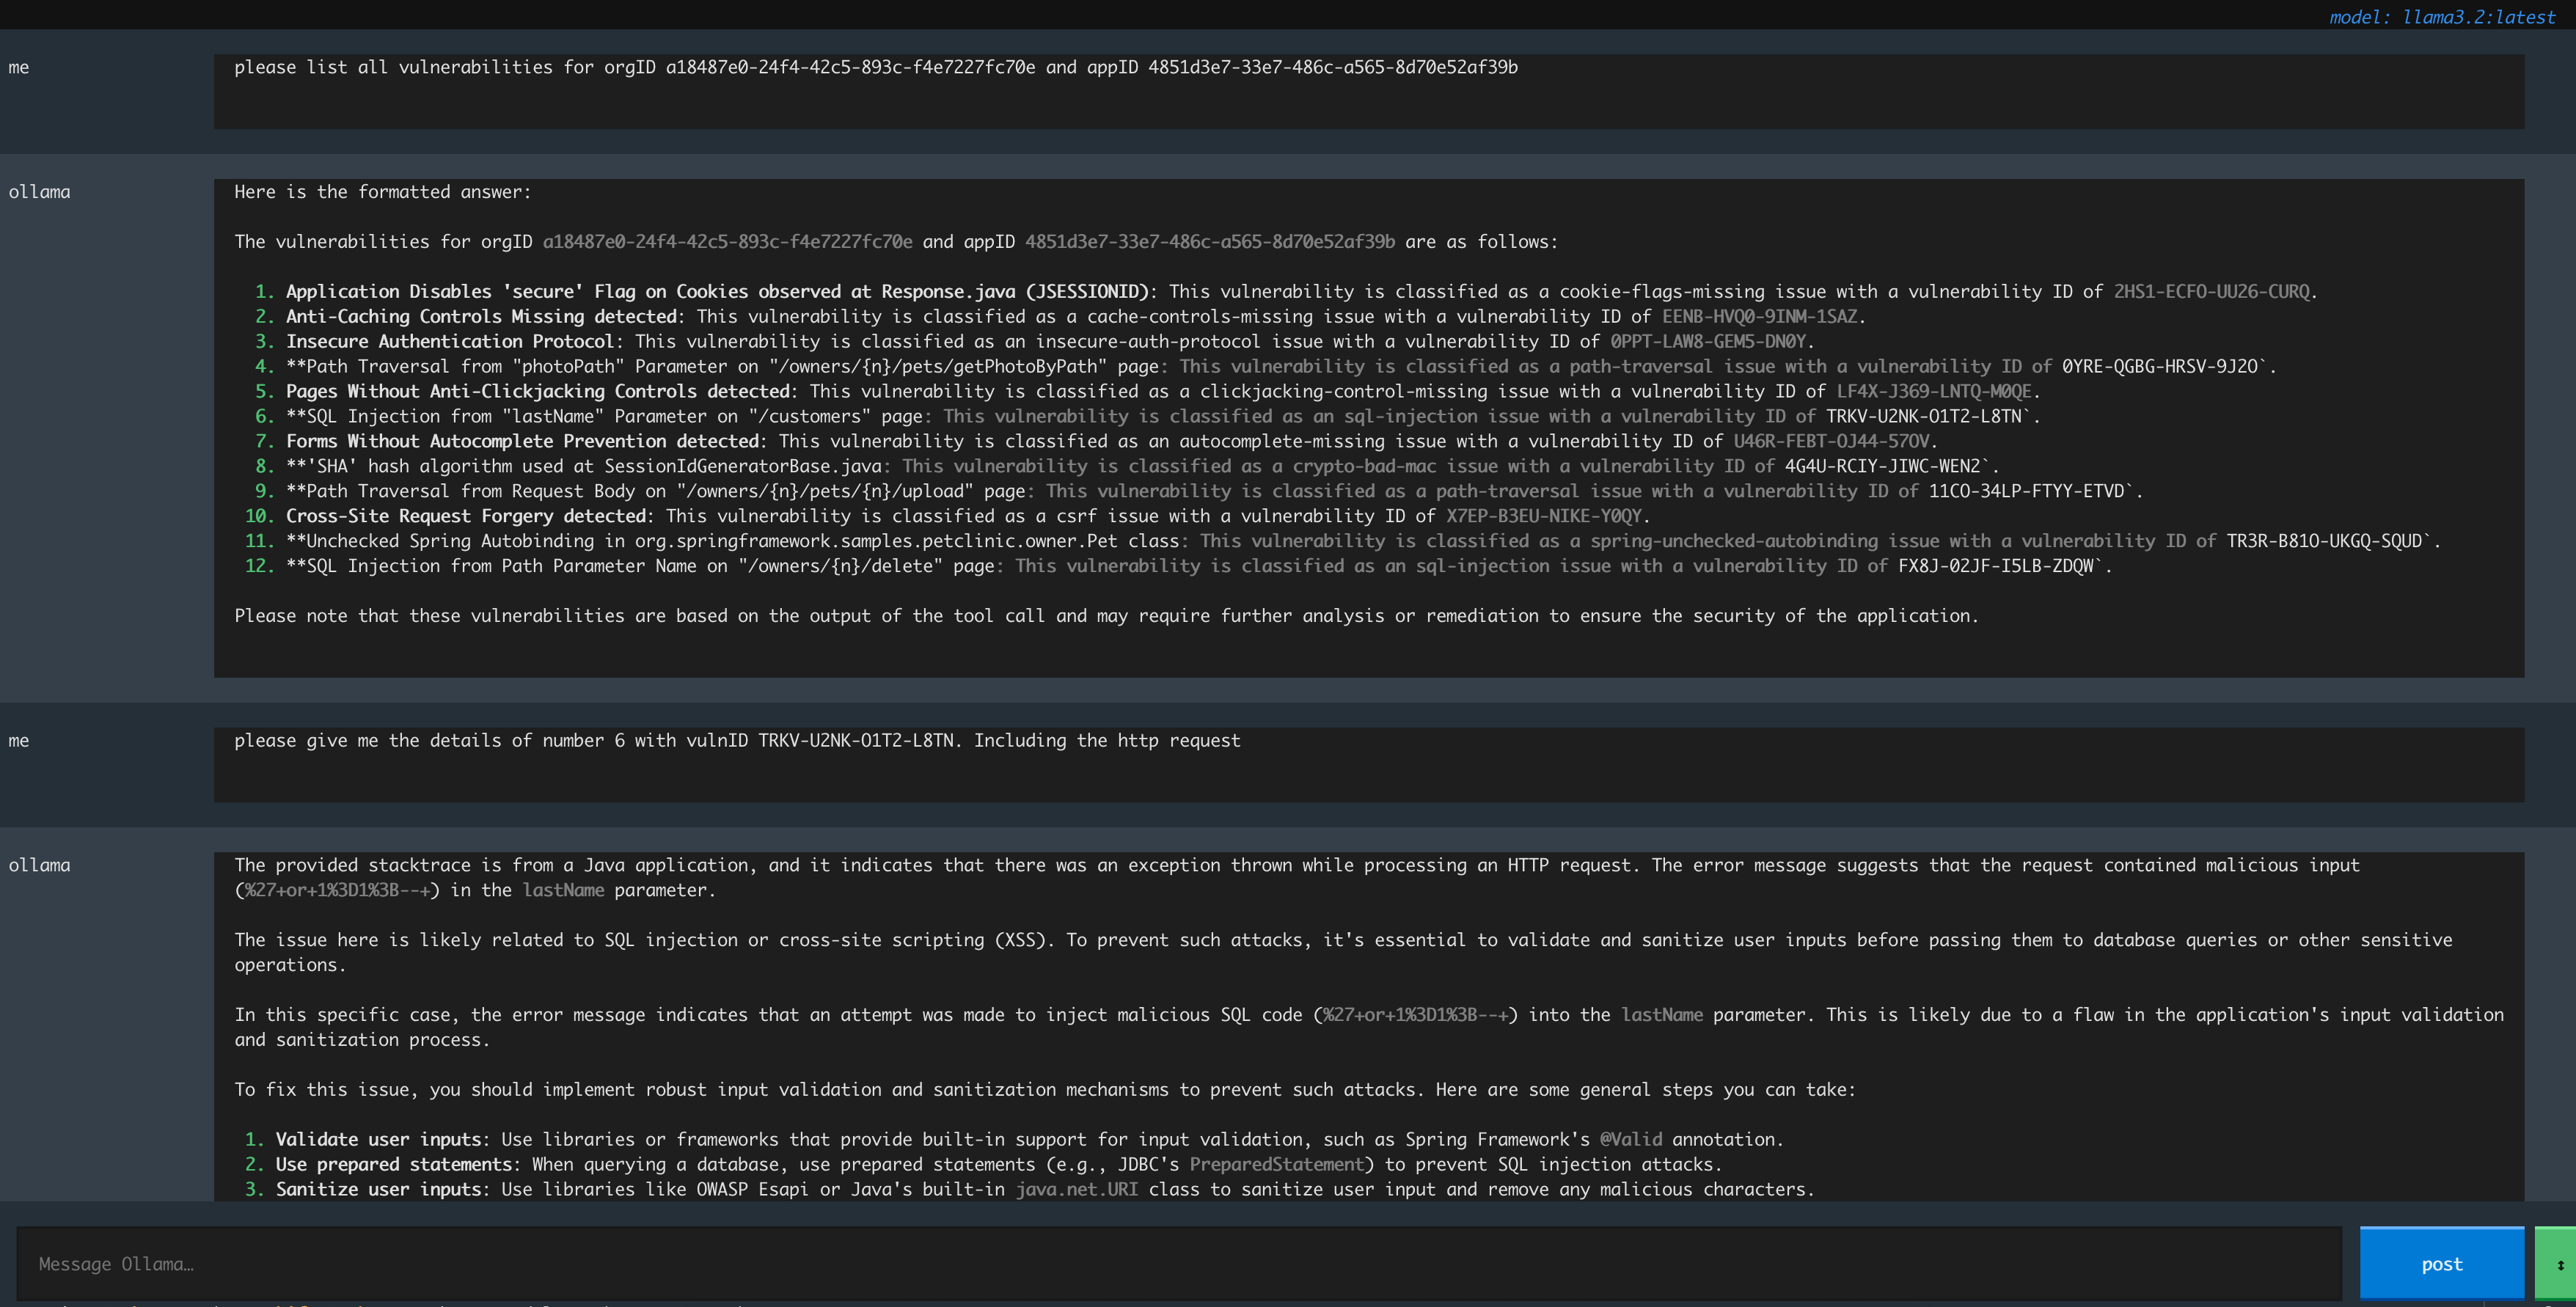 model: llama3.2:latest
me
please list all vulnerabilities for orgID a18487e0-24f4-42c5-893c-f4e7227fc70e and appID 4851d3e7-33e7-486c-a565-8d70e52af39b
ollama
Here is the formatted answer:
The vulnerabilities for orgID a18487e0-24f4-42c5-893c-f4e7227fc70e and appID 4851d3e7-33e7-486c-a565-8d70e52af39b are as follows:
1. Application Disables 'secure' Flag on Cookies observed at Response.java (JSESSIONID): This vulnerability is classified as a cookie-flags-missing issue with a vulnerability ID of 2HS1-ECFO-UU26-CURQ.
2. Anti-Caching Controls Missing detected: This vulnerability is classified as a cache-controls-missing issue with a vulnerability ID of EENB-HVQ0-9INM-1SAZ.
3. Insecure Authentication Protocol: This vulnerability is classified as an insecure-auth-protocol issue with a vulnerability ID of 0PPT-LAW8-GEM5-DN0Y.
4. **Path Traversal from "photoPath" Parameter on "/owners/{n}/pets/getPhotoByPath" page: This vulnerability is classified as a path-traversal issue with a vulnerability ID of 0YRE-QGBG-HRSV-9J2O`.
5. Pages Without Anti-Clickjacking Controls detected: This vulnerability is classified as a clickjacking-control-missing issue with a vulnerability ID of LF4X-J369-LNTQ-M0QE.
6. **SQL Injection from "lastName" Parameter on "/customers" page: This vulnerability is classified as an sql-injection issue with a vulnerability ID of TRKV-U2NK-O1T2-L8TN`.
7. Forms Without Autocomplete Prevention detected: This vulnerability is classified as an autocomplete-missing issue with a vulnerability ID of U46R-FEBT-OJ44-57OV.
8. **'SHA' hash algorithm used at SessionIdGeneratorBase.java: This vulnerability is classified as a crypto-bad-mac issue with a vulnerability ID of 4G4U-RCIY-JIWC-WEN2`.
9. **Path Traversal from Request Body on "/owners/{n}/pets/{n}/upload" page: This vulnerability is classified as a path-traversal issue with a vulnerability ID of 11CO-34LP-FTYY-ETVD`.
10. Cross-Site Request Forgery detected: This vulnerability is classified as a csrf issue with a vulnerability ID of X7EP-B3EU-NIKE-Y0QY.
11. **Unchecked Spring Autobinding in org.springframework.samples.petclinic.owner.Pet class: This vulnerability is classified as a spring-unchecked-autobinding issue with a vulnerability ID of TR3R-B81O-UKGQ-SQUD`.
12. **SQL Injection from Path Parameter Name on "/owners/{n}/delete" page: This vulnerability is classified as an sql-injection issue with a vulnerability ID of FX8J-02JF-I5LB-ZDQW`.
Please note that these vulnerabilities are based on the output of the tool call and may require further analysis or remediation to ensure the security of the application.
me
please give me the details of number 6 with vulnID TRKV-U2NK-O1T2-L8TN. Including the http request
ollama
The provided stacktrace is from a Java application, and it indicates that there was an exception thrown while processing an HTTP request. The error message suggests that the request contained malicious input
(%27+or+1%3D1%3B--+) in the lastName parameter.
The issue here is likely related to SQL injection or cross-site scripting (XSS). To prevent such attacks, it's essential to validate and sanitize user inputs before passing them to database queries or other sensitive
operations.
In this specific case, the error message indicates that an attempt was made to inject malicious SQL code (%27+or+1%3D1%3B--+) into the lastName parameter. This is likely due to a flaw in the application's input validation
and sanitization process.
To fix this issue, you should implement robust input validation and sanitization mechanisms to prevent such attacks. Here are some general steps you can take:
1. Validate user inputs: Use libraries or frameworks that provide built-in support for input validation, such as Spring Framework's @Valid annotation.
2. Use prepared statements: When querying a database, use prepared statements (e.g., JDBC's PreparedStatement) to prevent SQL injection attacks.
3. Sanitize user inputs: Use libraries like OWASP Esapi or Java's built-in java.net.URI class to sanitize user input and remove any malicious characters.
Message Ollama…
post
↕